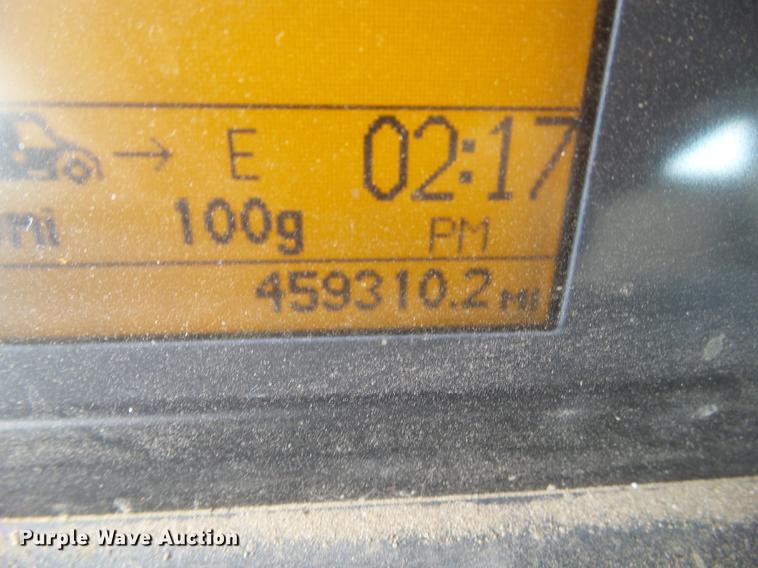 E 02:17
mi 100g PM
459310.2 MI
Purple Wave Auction